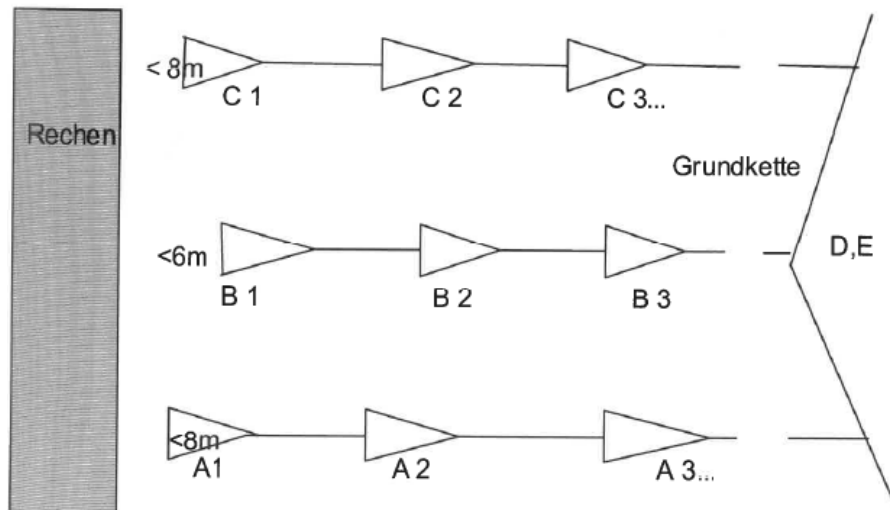 < 8m
C 1
C 2
C 3...
Rechen
Grundkette
<6m
D,E
B 1
B 2
B 3
<8m
A1
A 2
A 3...